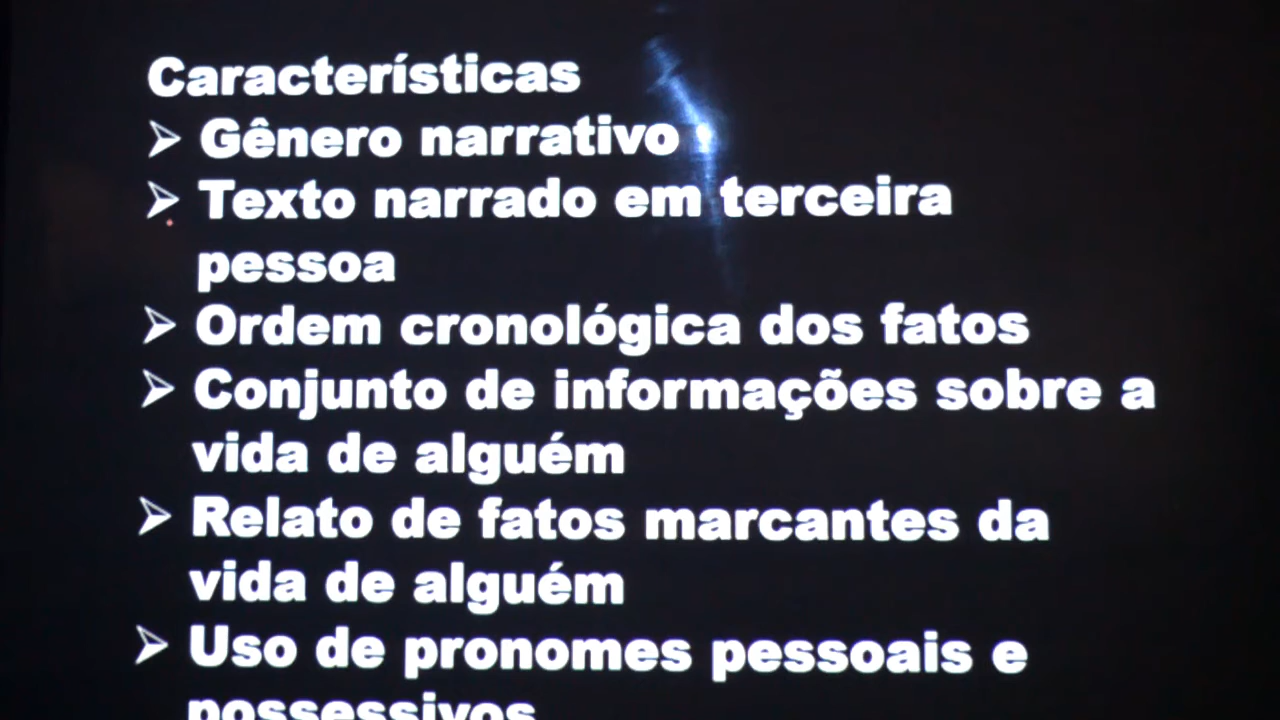 Características
➢ Gênero narrativo
➢ Texto narrado em terceira
pessoa
➢ Ordem cronológica dos fatos
➢ Conjunto de informações sobre a
vida de alguém
➢ Relato de fatos marcantes da
vida de alguém
➢ Uso de pronomes pessoais e
possessivos